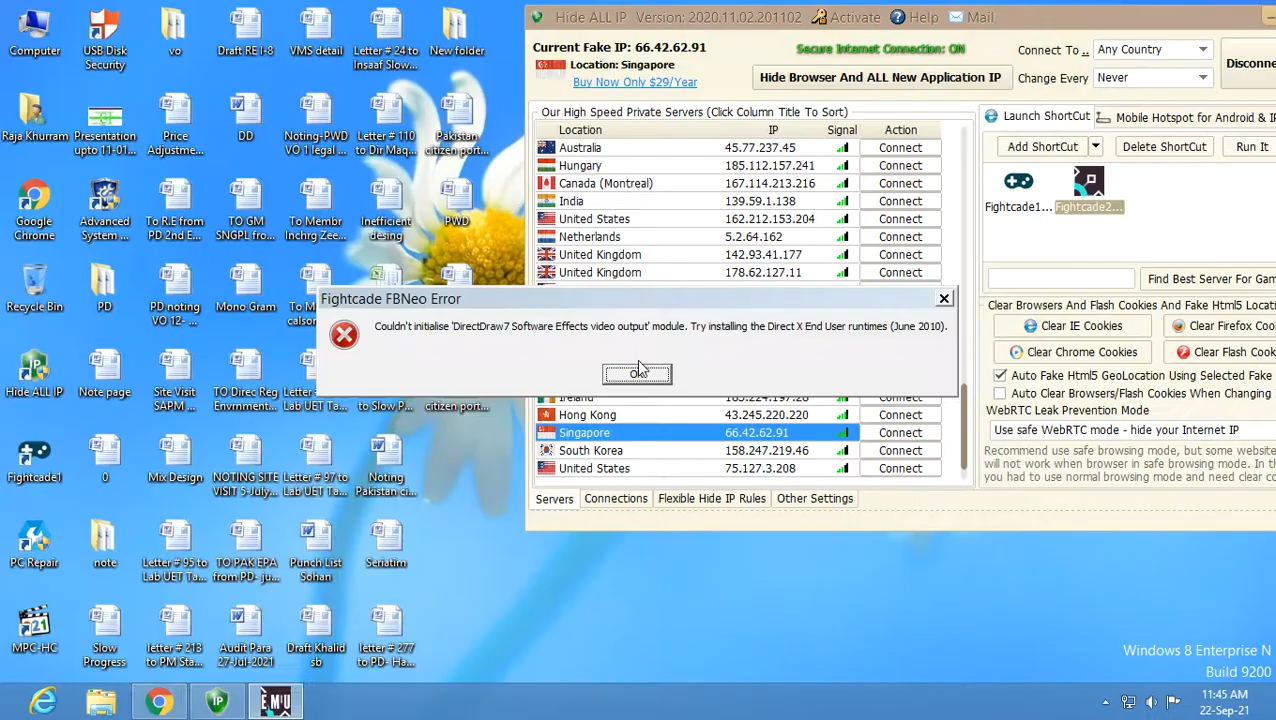 Computer
USB Disk
Security
vo
Draft RE I-8
VMS detail
Letter # 24 to
Insaaf Slow...
New folder
Raja Khurram
Presentation
upto 11-01...
Price
Adjustme...
DD
Noting-PWD
VO 1 legal ...
Letter # 110
to Dir Maq...
Pakistan
citizen port...
Google
Chrome
Advanced
System ...
To R.E from
PD 2nd E...
TO GM
SNGPL fro...
To Membr
Inchrg Zee...
Inefficient
desing
PWD
Recycle Bin
PD
PD noting
VO 12- ...
Mono Gram
Hide ALL IP
Note page
Site Visit
SAPM ...
TO Direc Reg
Envrnment...
Fightcade1
0
Mix Design
NOTING SITE
VISIT 5-July...
Letter # 97 to
Lab UET Ta...
Noting
Pakistan ci...
PC Repair
note
Letter # 95 to
Lab UET Ta...
TO PAK EPA
from PD- ju...
Punch List
Sohan
Seriatim
MPC-HC
Slow
Progress
letter # 213
to PM Sta...
Audit Para
27-Jul-2021
Draft Khalid
sb
letter # 277
to PD- Ha...
Hide ALL IP Version: 2020.11.02.201102
Activate
Help
Mail
Current Fake IP: 66.42.62.91
Location: Singapore
Buy Now Only $29/Year
Secure Internet Connection: ON
Hide Browser And ALL New Application IP
Connect To ..
Any Country
Change Every
Never
Disconne
Our High Speed Private Servers (Click Column Title To Sort)
Location IP Signal Action
Australia 45.77.237.45 Connect
Hungary 185.112.157.241 Connect
Canada (Montreal) 167.114.213.216 Connect
India 139.59.1.138 Connect
United States 162.212.153.204 Connect
Netherlands 5.2.64.162 Connect
United Kingdom 142.93.41.177 Connect
United Kingdom 178.62.127.11 Connect
Fightcade FBNeo Error
Couldn't initialise 'DirectDraw7 Software Effects video output' module. Try installing the Direct X End User runtimes (June 2010).
Hong Kong 43.245.220.220 Connect
Singapore 66.42.62.91 Connect
South Korea 158.247.219.46 Connect
United States 75.127.3.208 Connect
Servers Connections Flexible Hide IP Rules Other Settings
Launch ShortCut
Mobile Hotspot for Android & iP
Add ShortCut
Delete ShortCut
Run It
Fightcade1...
Fightcade2...
Find Best Server For Gam
Clear Browsers And Flash Cookies And Fake Html5 Locatio
Clear IE Cookies
Clear Firefox Coo
Clear Chrome Cookies
Clear Flash Cook
Auto Fake Html5 GeoLocation Using Selected Fake
Auto Clear Browsers/Flash Cookies When Changing
WebRTC Leak Prevention Mode
Use safe WebRTC mode - hide your Internet IP
Recommend use safe browsing mode, but some website
will not work when browser in safe browsing mode. In th
you had to use normal browsing mode and need clear co
Windows 8 Enterprise N
Build 9200
IP
EMU
11:45 AM
22-Sep-21